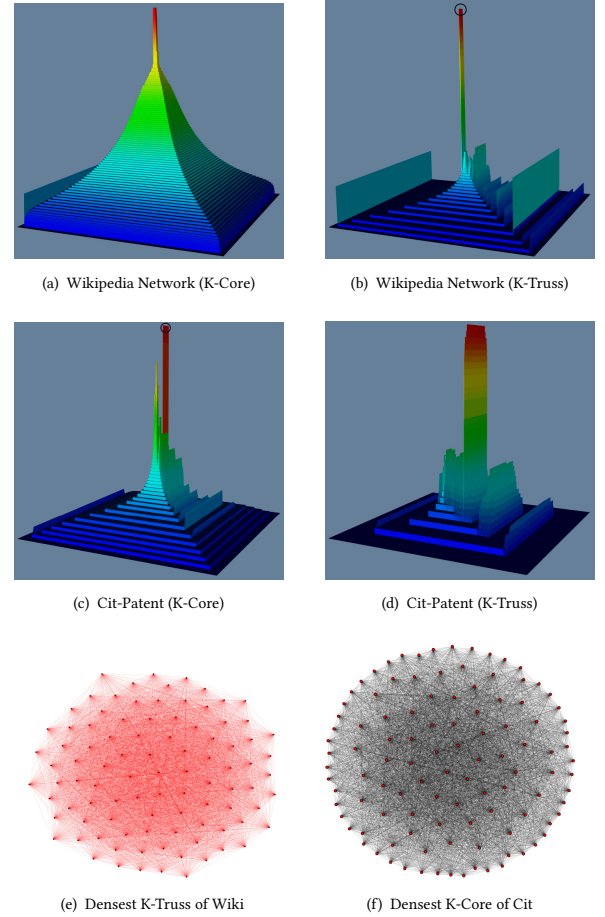 (a) Wikipedia Network (K-Core)
(b) Wikipedia Network (K-Truss)
(c) Cit-Patent (K-Core)
(d) Cit-Patent (K-Truss)
(e) Densest K-Truss of Wiki
(f) Densest K-Core of Cit